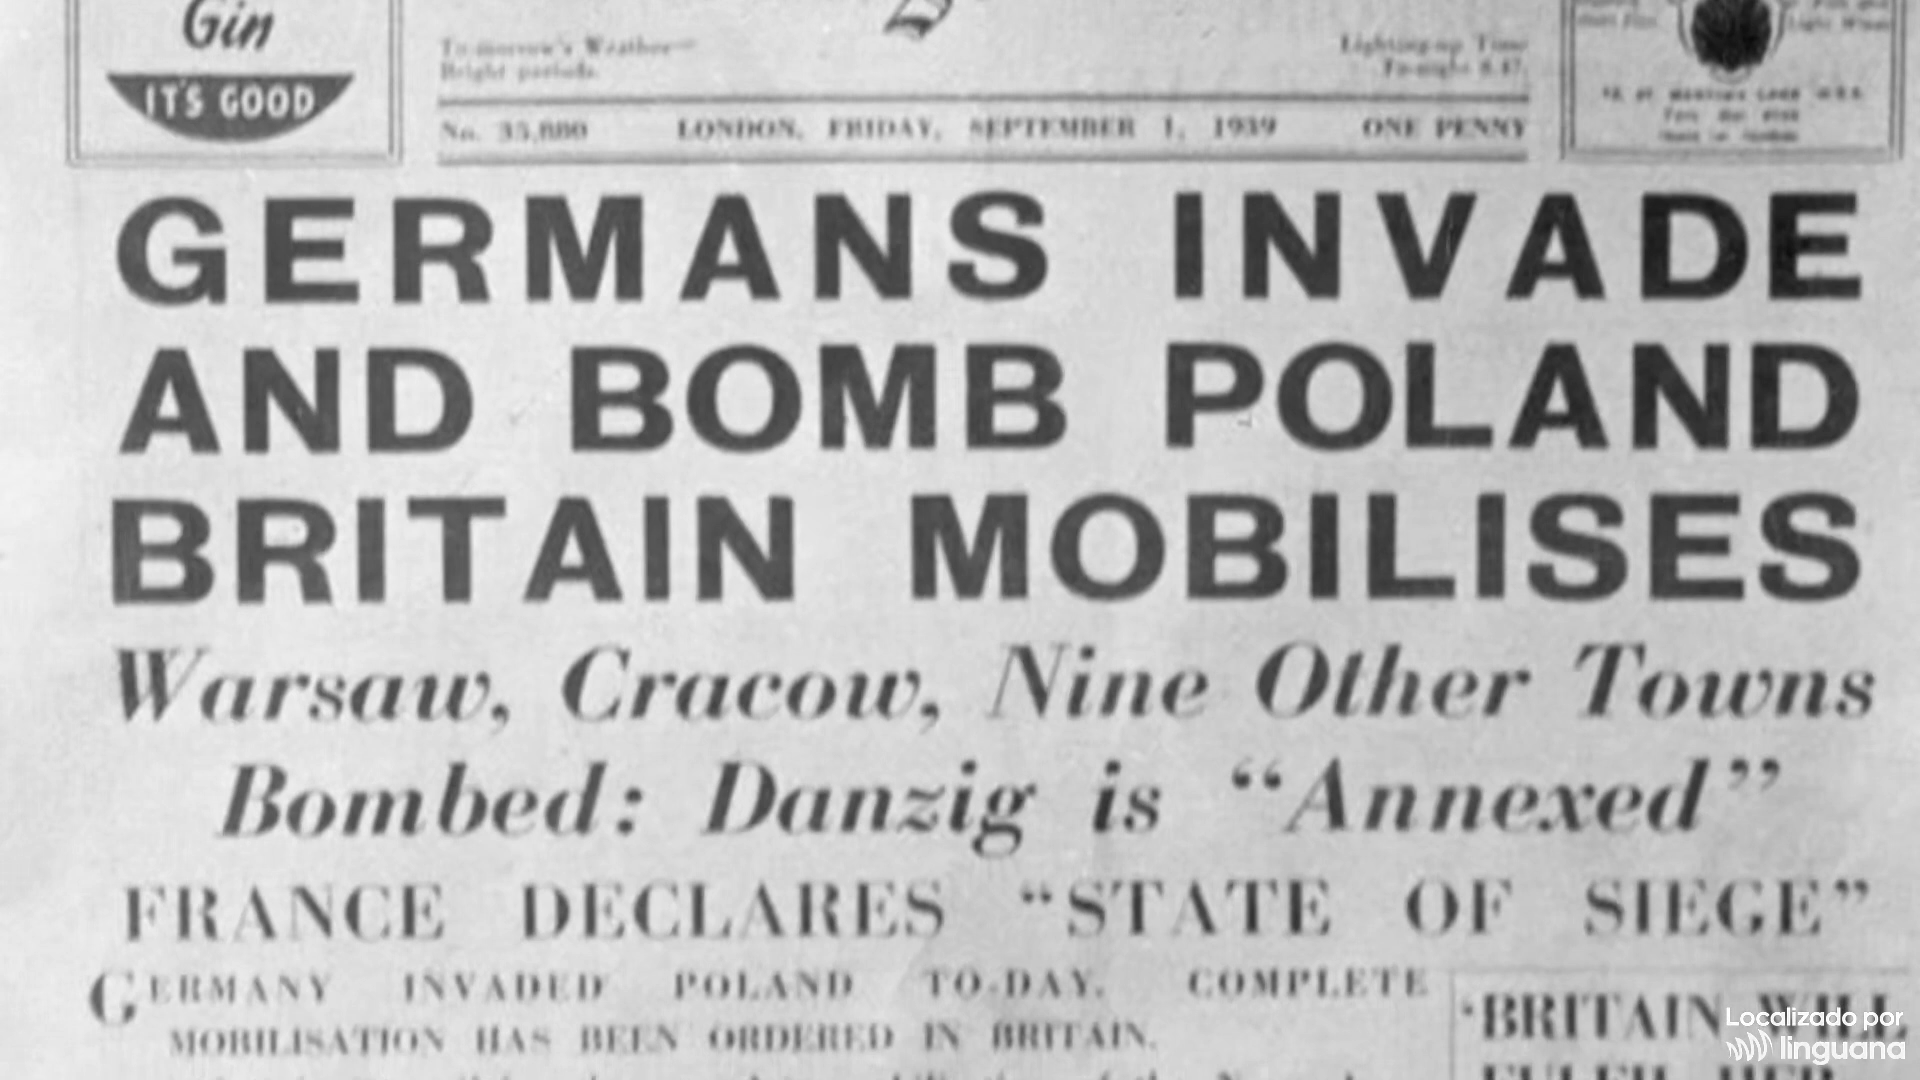 Gin
IT'S GOOD
To-morrow's Weather—
Bright periods.
Lighting-up Time
To-night 8.47.
No. 35,880 LONDON, FRIDAY, SEPTEMBER 1, 1939 ONE PENNY
GERMANS INVADE
AND BOMB POLAND
BRITAIN MOBILISES
Warsaw, Cracow, Nine Other Towns
Bombed: Danzig is “Annexed”
FRANCE DECLARES “STATE OF SIEGE”
GERMANY INVADED POLAND TO-DAY. COMPLETE
MOBILISATION HAS BEEN ORDERED IN BRITAIN.
‘BRITAIN WILL
Localizado por
linguana